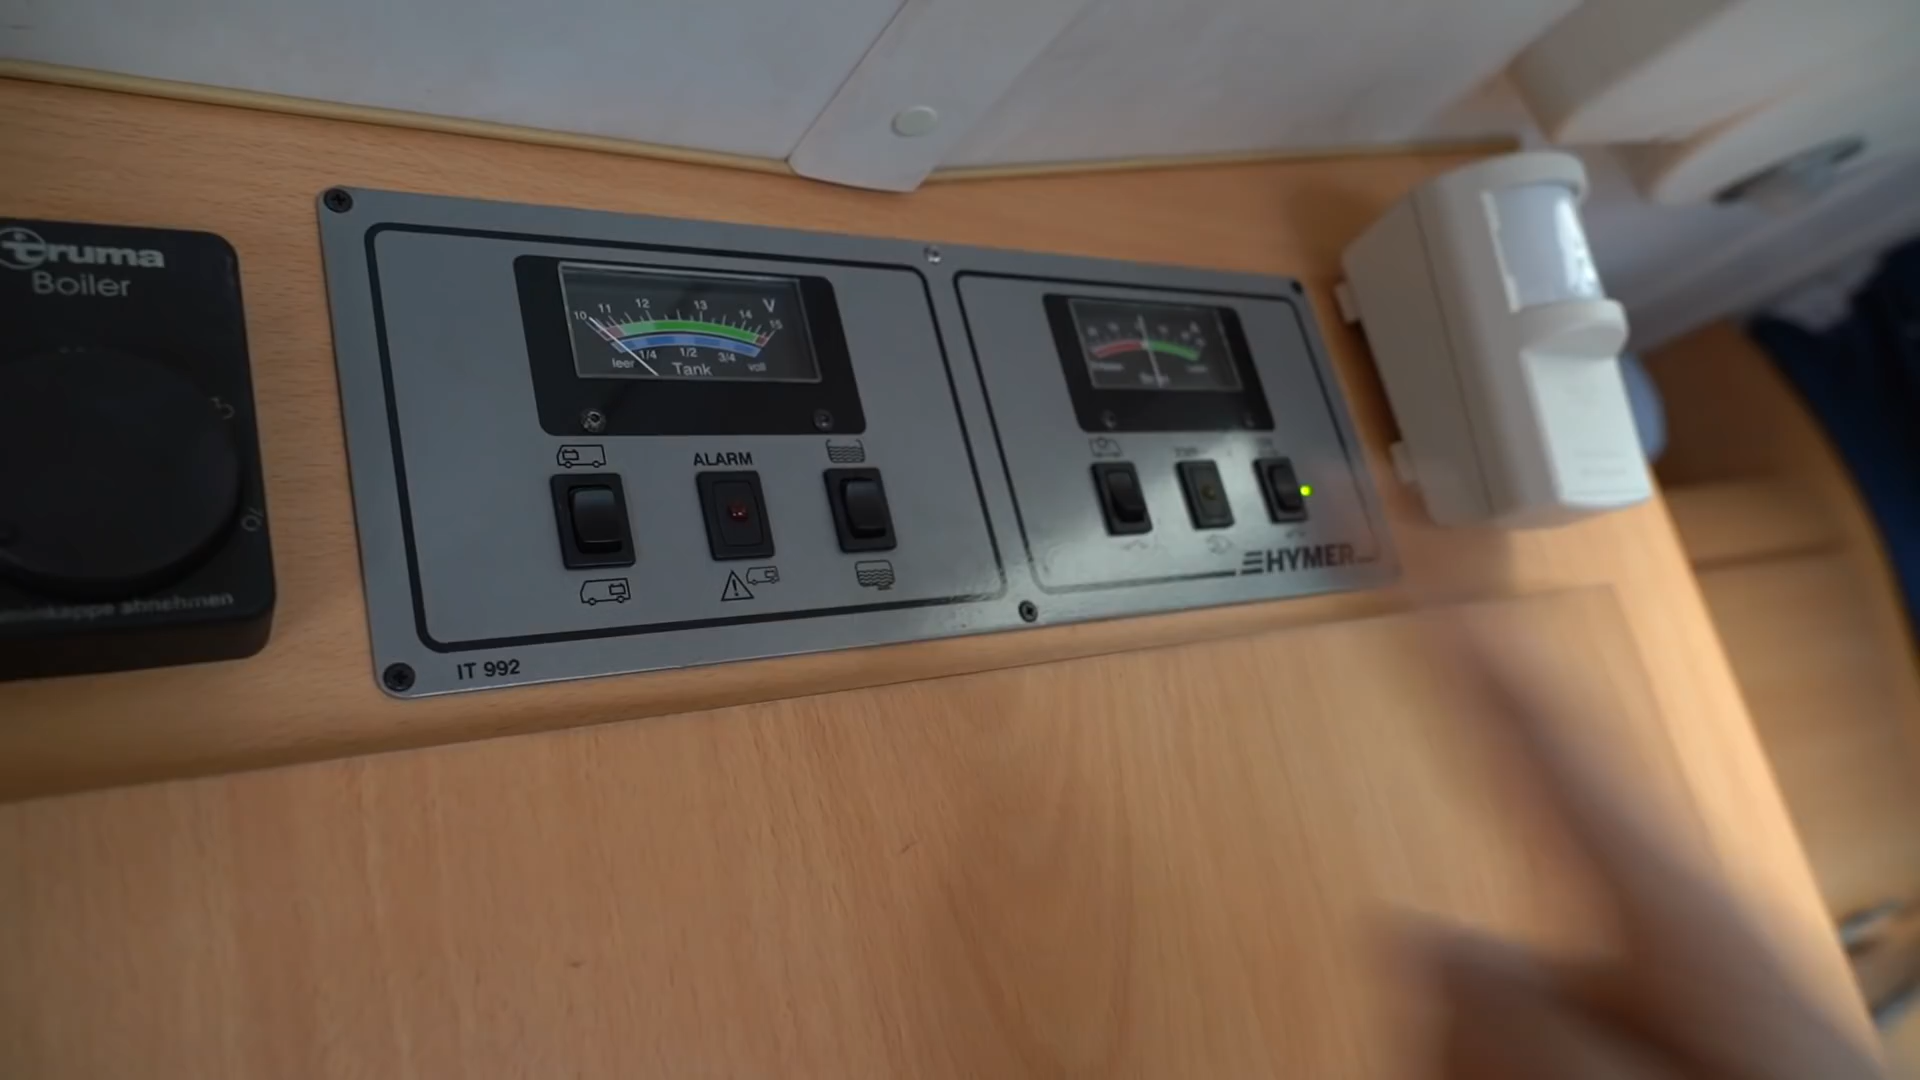 truma
Boiler
abnehmen
10 11 12 13 14 15 V
leer 1/4 1/2 3/4 voll
Tank
ALARM
HYMER
IT 992